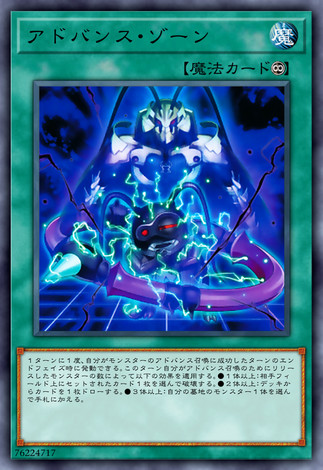 アドバンス・ゾーン
魔
【魔法カード】
１ターンに１度、自分がモンスターのアドバンス召喚に成功したターンのエン
ドフェイズ時に発動できる。このターン自分がアドバンス召喚のためにリリー
スしたモンスターの数によって以下の効果を適用する。●１体以上：相手フィ
ールド上にセットされたカード１枚を選んで破壊する。●２体以上：デッキか
らカードを１枚ドローする。●３体以上：自分の墓地のモンスター１体を選ん
で手札に加える。
76224717